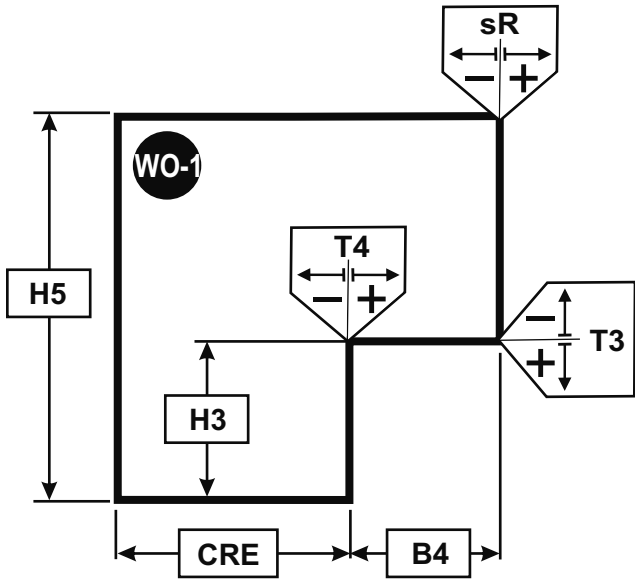 sR
− +
WO-1
T4
− +
H5
−
T3
+
H3
CRE
B4